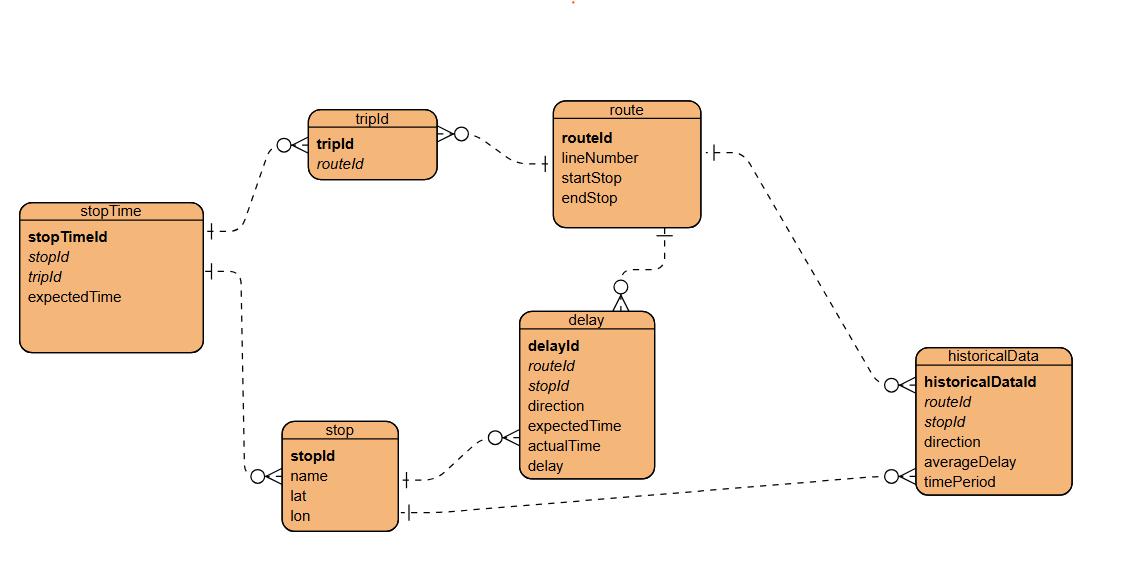 tripId
tripId
routeId
route
routeId
lineNumber
startStop
endStop
stopTime
stopTimeId
stopId
tripId
expectedTime
delay
delayId
routeId
stopId
direction
expectedTime
actualTime
delay
historicalData
historicalDataId
routeId
stopId
direction
averageDelay
timePeriod
stop
stopId
name
lat
lon